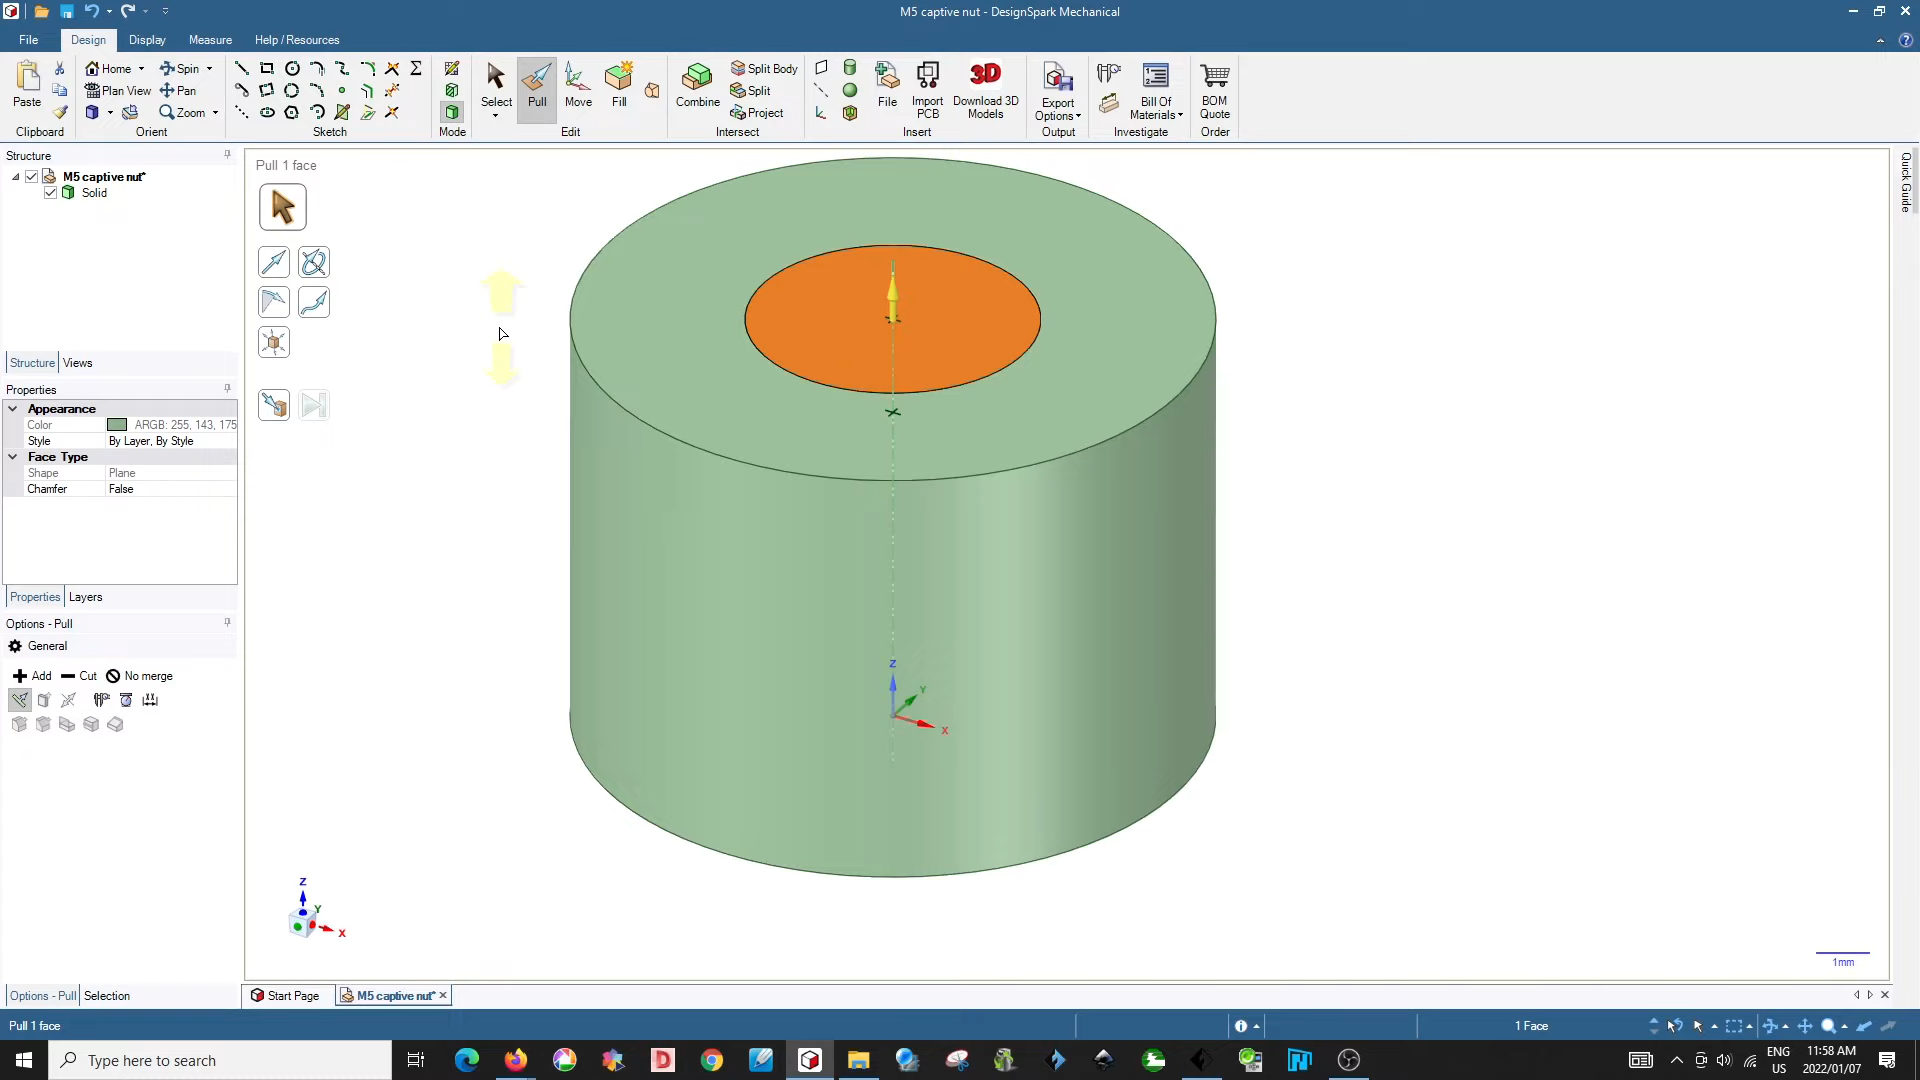 M5 captive nut - DesignSpark Mechanical
File Design Display Measure Help / Resources
Paste
Clipboard
Home Spin
Plan View Pan
Zoom
Orient
Sketch
Mode
Select Pull Move Fill
Edit
Combine Split Body
Split
Project
Intersect
File Import PCB 3D Download 3D Models
Insert
Export Options
Output
Bill Of Materials
Investigate
BOM Quote
Order
Structure
M5 captive nut*
Solid
Structure Views
Properties
Appearance
Color ARGB: 255, 143, 175
Style By Layer, By Style
Face Type
Shape Plane
Chamfer False
Properties Layers
Options - Pull
General
Add Cut No merge
Options - Pull Selection
Pull 1 face
Quick Guide
Z
Y
X
Z
Y
X
1mm
Start Page M5 captive nut*
Pull 1 face 1 Face
Type here to search
ENG
US
11:58 AM
2022/01/07